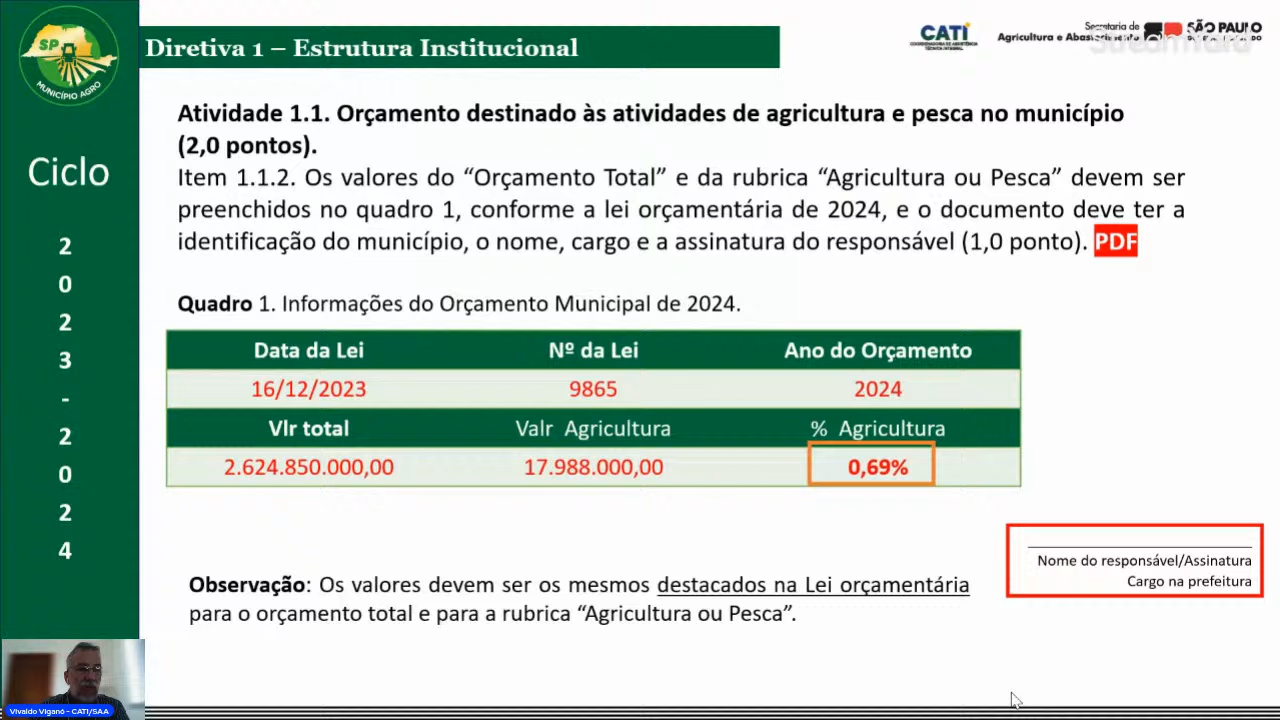 SP
MUNICÍPIO AGRO
Diretiva 1 – Estrutura Institucional
CATI
COORDENADORIA DE ASSISTÊNCIA
TÉCNICA INTEGRAL
Secretaria de
Agricultura e Abastecimento
SÃO PAULO
Ciclo
2
0
2
3
-
2
0
2
4
Atividade 1.1. Orçamento destinado às atividades de agricultura e pesca no município
(2,0 pontos).
Item 1.1.2. Os valores do “Orçamento Total” e da rubrica “Agricultura ou Pesca” devem ser
preenchidos no quadro 1, conforme a lei orçamentária de 2024, e o documento deve ter a
identificação do município, o nome, cargo e a assinatura do responsável (1,0 ponto). PDF
Quadro 1. Informações do Orçamento Municipal de 2024.
Data da Lei Nº da Lei Ano do Orçamento
16/12/2023 9865 2024
Vlr total Valr Agricultura % Agricultura
2.624.850.000,00 17.988.000,00 0,69%
Nome do responsável/Assinatura
Cargo na prefeitura
Observação: Os valores devem ser os mesmos destacados na Lei orçamentária
para o orçamento total e para a rubrica “Agricultura ou Pesca”.
Vivaldo Viganó - CATI/SAA